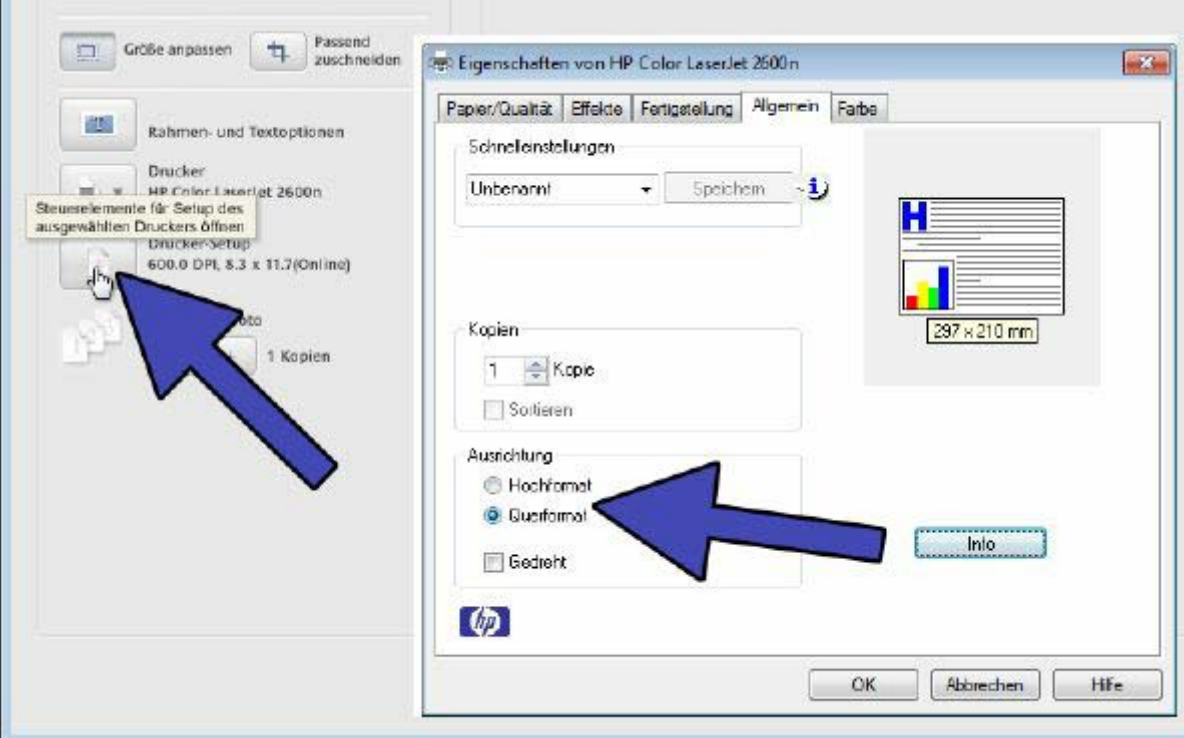 Größe anpassen
Passend
zuschneiden
Rahmen- und Textoptionen
Drucker
HP Color LaserJet 2600n
Steuerelemente für Setup des
ausgewählten Druckers öffnen
Drucker-Setup
600.0 DPI, 8.3 x 11.7(Online)
1 Kopien
Eigenschaften von HP Color LaserJet 2600n
Papier/Qualität Effekte Fertigstellung Allgemein Farbe
Schnelleinstellungen
Unbenannt Speichern
H
297 x 210 mm
Kopien
1 Kopie
Sortieren
Ausrichtung
Hochformat
Querformat
Gedreht
Info
hp
OK Abbrechen Hilfe